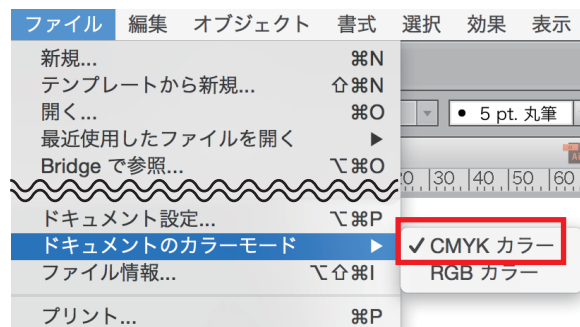 ファイル 編集 オブジェクト 書式 選択 効果 表示
新規... ⌘N
テンプレートから新規... ⇧⌘N
開く... ⌘O
最近使用したファイルを開く ▶
Bridge で参照... ⌥⌘O
● 5 pt. 丸筆
30 40 50 60
ドキュメント設定... ⌥⌘P
ドキュメントのカラーモード ▶
✓ CMYK カラー
RGB カラー
ファイル情報... ⌥⇧⌘I
プリント... ⌘P